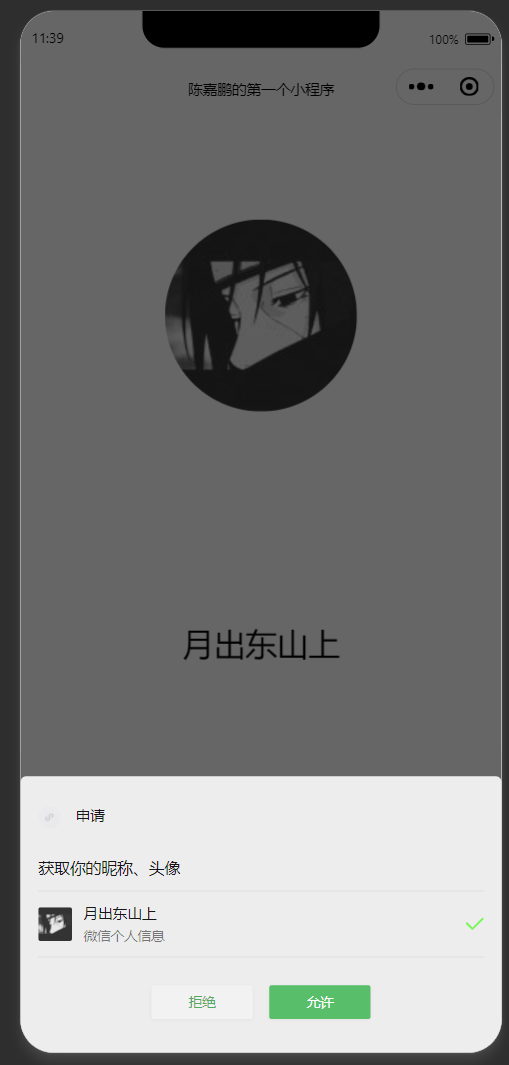 11:39
100%
陈嘉鹏的第一个小程序
月出东山上
申请
获取你的昵称、头像
月出东山上
微信个人信息
拒绝
允许